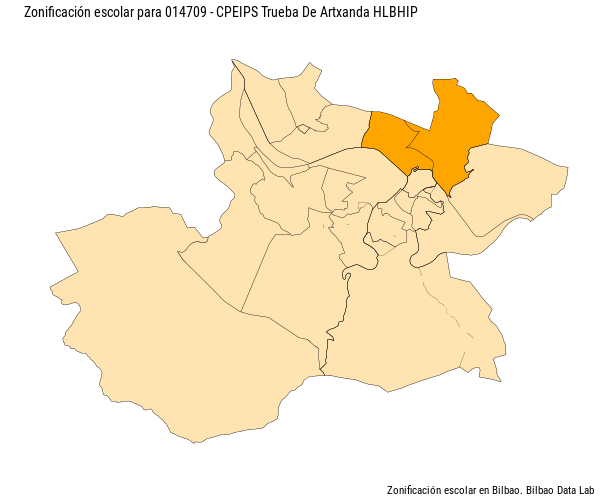 Zonificación escolar para 014709 - CPEIPS Trueba De Artxanda HLBHIP
Zonificación escolar en Bilbao. Bilbao Data Lab